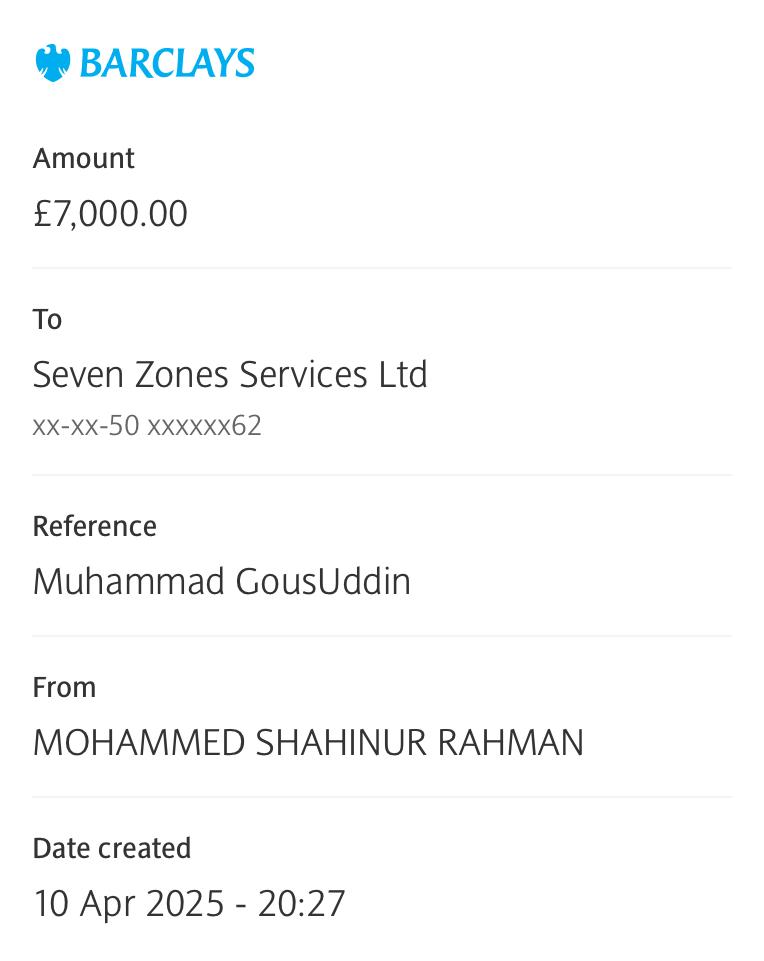 BARCLAYS
Amount
£7,000.00
To
Seven Zones Services Ltd
xx-xx-50 xxxxxx62
Reference
Muhammad GousUddin
From
MOHAMMED SHAHINUR RAHMAN
Date created
10 Apr 2025 - 20:27